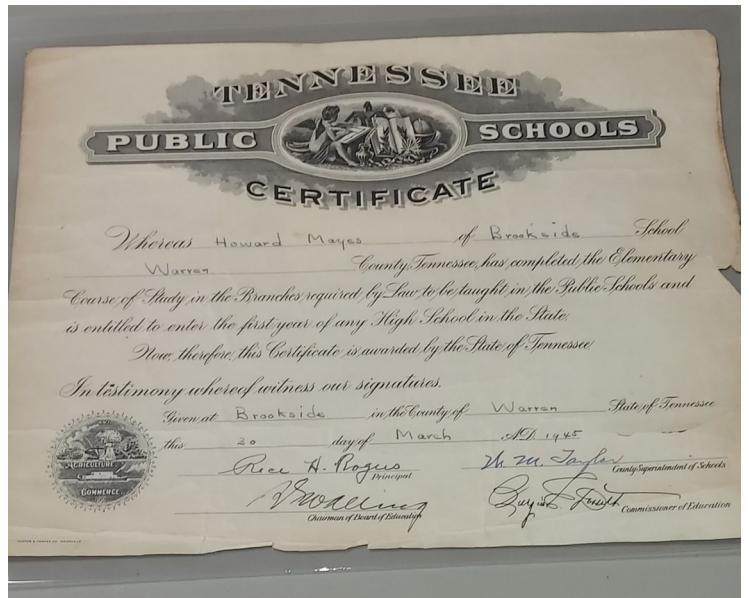 TENNESSEE
PUBLIC SCHOOLS
CERTIFICATE
Whereas Howard Mayes of Brookside School
Warren County, Tennessee, has completed the Elementary
Course of Study in the Branches required by Law to be taught in the Public Schools and
is entitled to enter the first year of any High School in the State.
Now, therefore, this Certificate is awarded by the State of Tennessee
In testimony whereof witness our signatures.
Given at Brookside in the County of Warren State of Tennessee
this 30 day of March A.D. 1945
AGRICULTURE
COMMERCE
Rice H. M. M. Taylor
Principal County Superintendent of Schools
Chairman of Board of Education Commissioner of Education